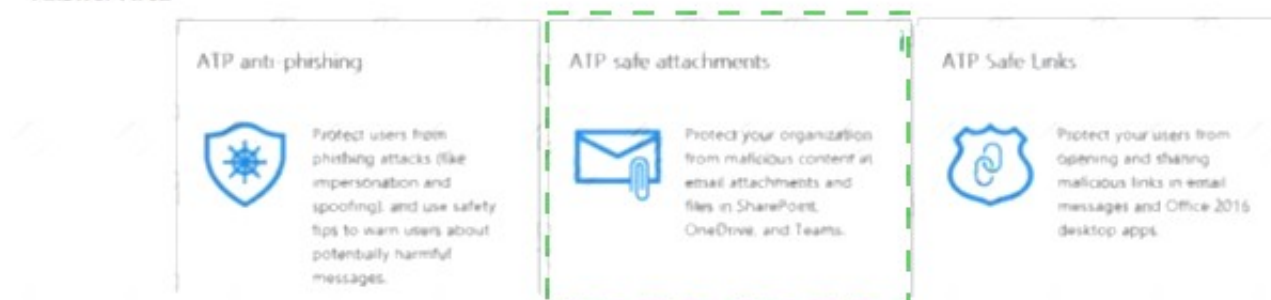 ATP anti-phishing
Protect users from
phishing attacks (like
impersonation and
spoofing), and use safety
tips to warn users about
potentially harmful
messages.
ATP safe attachments
Protect your organization
from malicious content in
email attachments and
files in SharePoint,
OneDrive, and Teams.
ATP Safe Links
Protect your users from
opening and sharing
malicious links in email
messages and Office 2016
desktop apps.